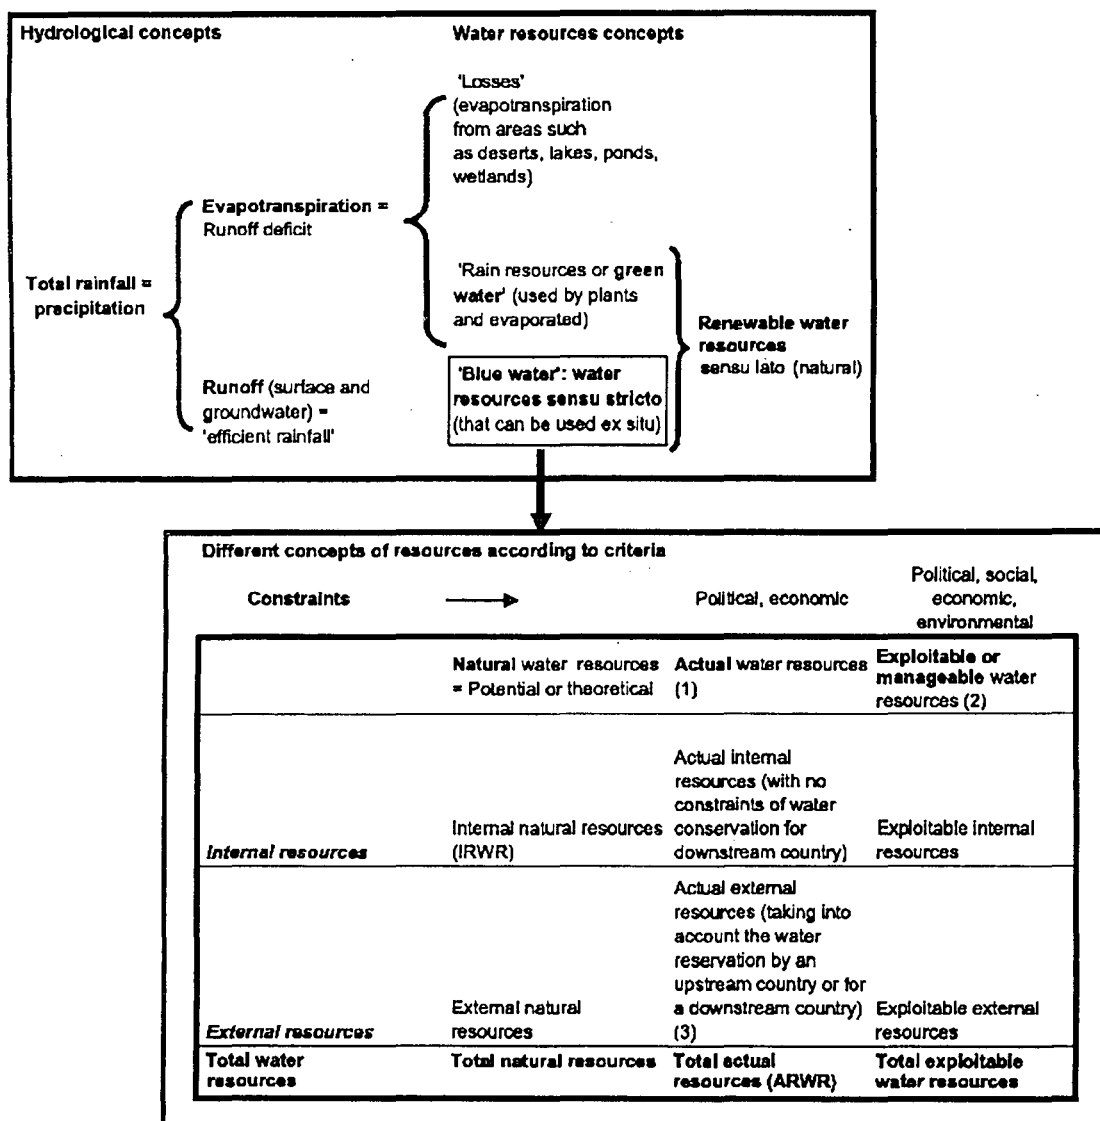 Hydrological concepts
Water resources concepts
'Losses'
(evapotranspiration
from areas such
as deserts, lakes, ponds,
wetlands)
Evapotranspiration =
Runoff deficit
Total rainfall =
precipitation
'Rain resources or green
water' (used by plants
and evaporated)
Renewable water
resources
sensu lato (natural)
Runoff (surface and
groundwater) =
'efficient rainfall'
'Blue water': water
resources sensu stricto
(that can be used ex situ)
Different concepts of resources according to criteria
Constraints
Political, economic
Political, social,
economic,
environmental
Natural water resources
= Potential or theoretical
Actual water resources
(1)
Exploitable or
manageable water
resources (2)
Internal resources
Internal natural resources
(IRWR)
Actual internal
resources (with no
constraints of water
conservation for
downstream country)
Exploitable internal
resources
External resources
External natural
resources
Actual external
resources (taking into
account the water
reservation by an
upstream country or for
a downstream country)
(3)
Exploitable external
resources
Total water
resources
Total natural resources
Total actual
resources (ARWR)
Total exploitable
water resources